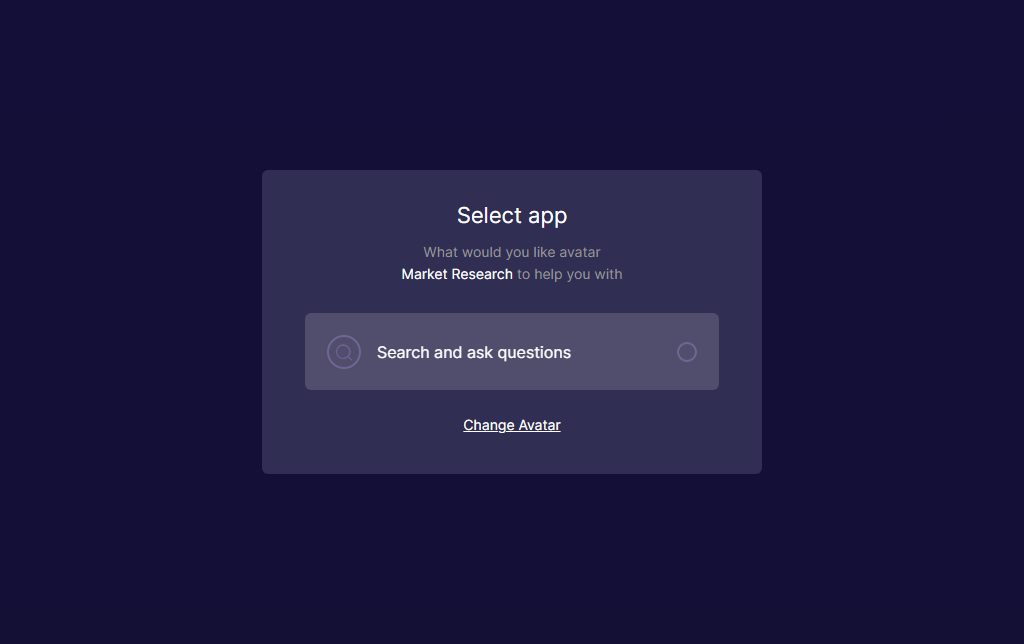 Select app
What would you like avatar
Market Research to help you with
Search and ask questions
Change Avatar